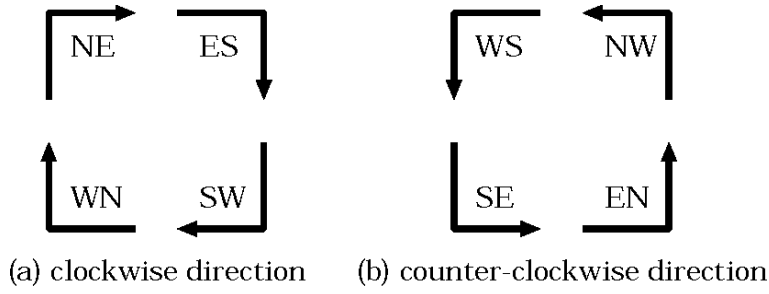 NE ES WS NW
WN SW SE EN
(a) clockwise direction (b) counter-clockwise direction